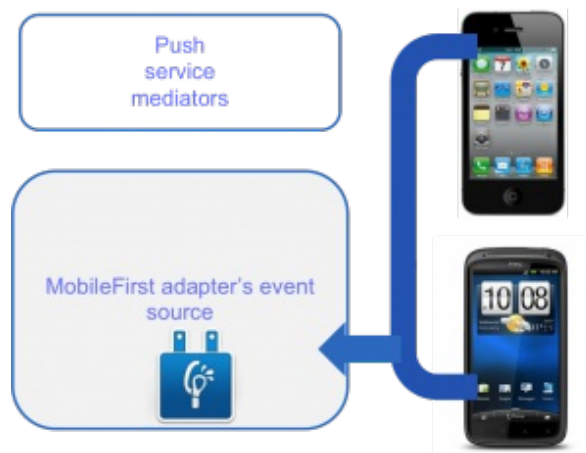 Push
service
mediators
MobileFirst adapter's event
source
10 08